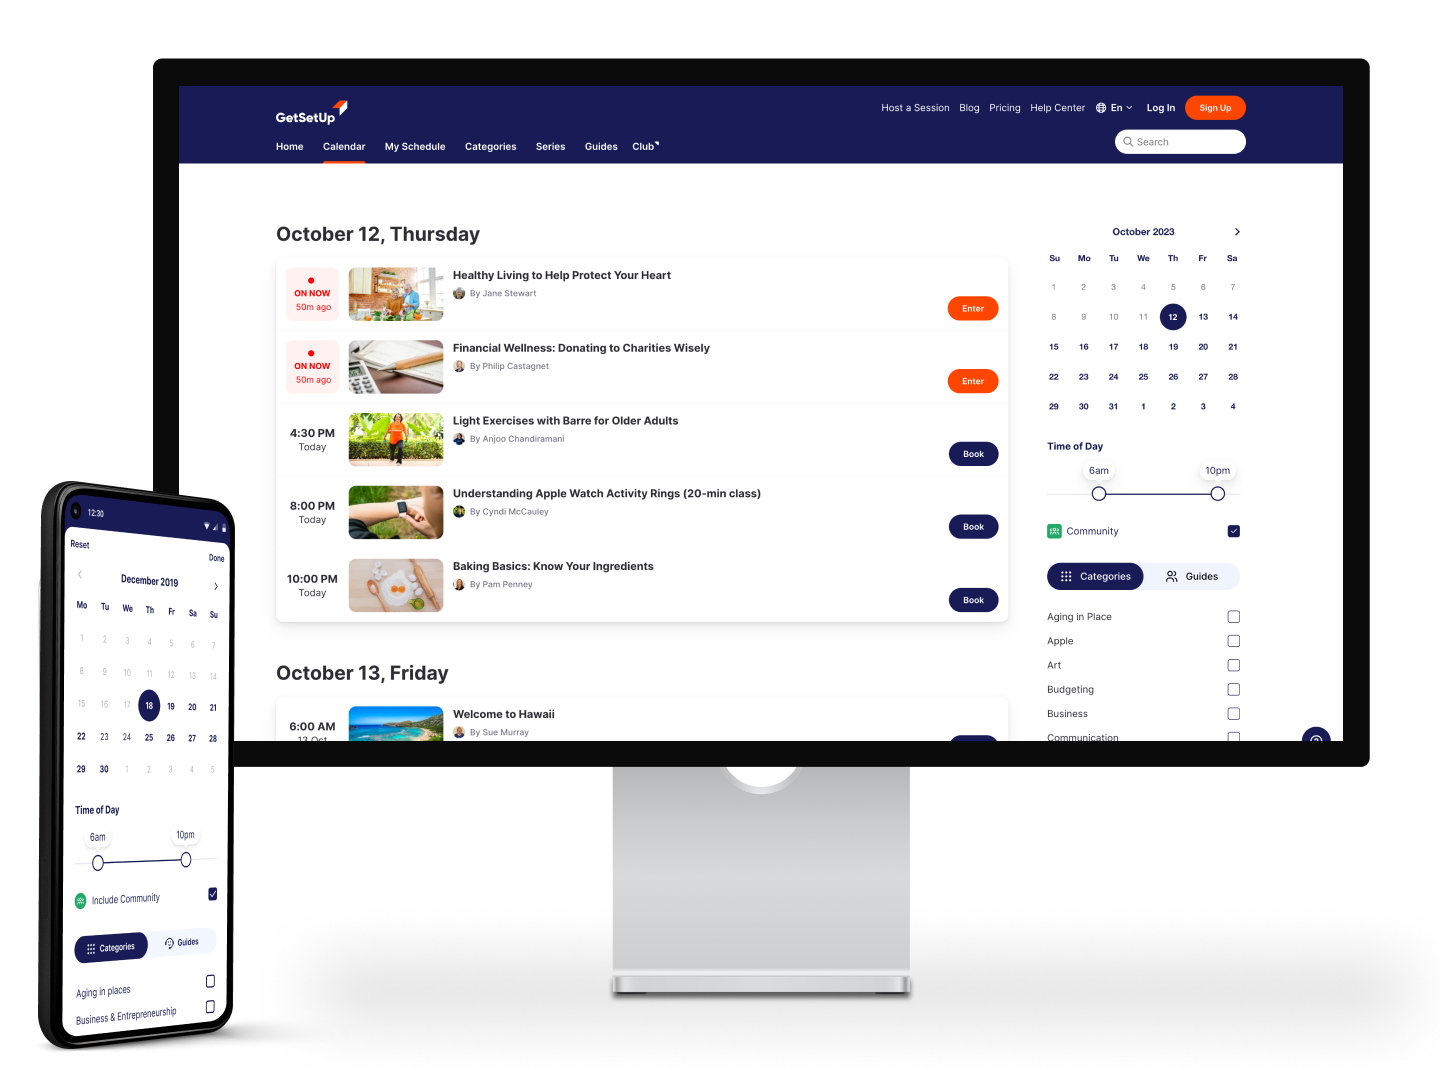 GetSetUp
Host a Session Blog Pricing Help Center En Log In Sign Up
Search
Home Calendar My Schedule Categories Series Guides Club
October 12, Thursday
ON NOW
50m ago
Healthy Living to Help Protect Your Heart
By Jane Stewart
Enter
ON NOW
50m ago
Financial Wellness: Donating to Charities Wisely
By Philip Castagnet
Enter
4:30 PM
Today
Light Exercises with Barre for Older Adults
By Anjoo Chandiramani
Book
8:00 PM
Today
Understanding Apple Watch Activity Rings (20-min class)
By Cyndi McCauley
Book
10:00 PM
Today
Baking Basics: Know Your Ingredients
By Pam Penney
Book
October 13, Friday
6:00 AM
13 Oct
Welcome to Hawaii
By Sue Murray
October 2023
Su Mo Tu We Th Fr Sa
1 2 3 4 5 6 7
8 9 10 11 12 13 14
15 16 17 18 19 20 21
22 23 24 25 26 27 28
29 30 31 1 2 3 4
Time of Day
6am 10pm
Community
Categories Guides
Aging in Place
Apple
Art
Budgeting
Business
Communication
12:30
Reset Done
December 2019
Mo Tu We Th Fr Sa Su
1 2 3 4 5 6 7
8 9 10 11 12 13 14
15 16 17 18 19 20 21
22 23 24 25 26 27 28
29 30 1 2 3 4 5
Time of Day
6am 10pm
Include Community
Categories Guides
Aging in places
Business & Entrepreneurship